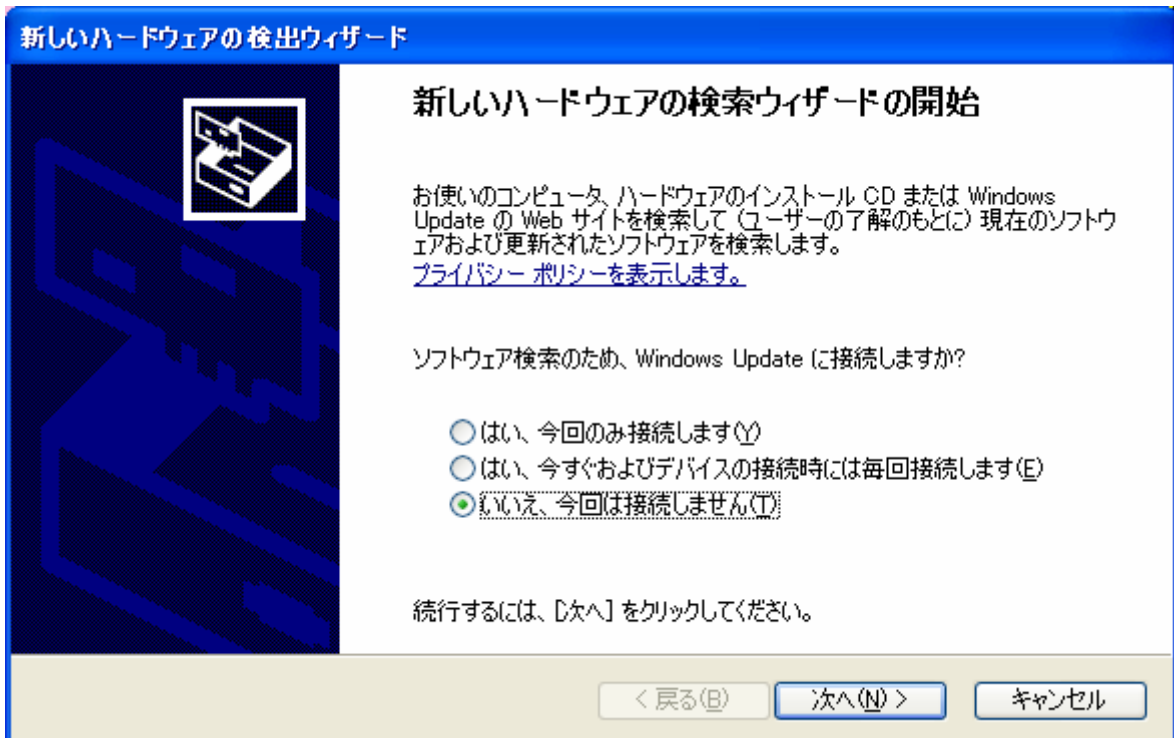 新しいハードウェアの検出ウィザード
新しいハードウェアの検索ウィザードの開始
お使いのコンピュータ、ハードウェアのインストール CD または Windows
Update の Web サイトを検索して (ユーザーの了解のもとに) 現在のソフトウ
ェアおよび更新されたソフトウェアを検索します。
プライバシー ポリシーを表示します。
ソフトウェア検索のため、Windows Update に接続しますか?
はい、今回のみ接続します(Y)
はい、今すぐおよびデバイスの接続時には毎回接続します(E)
いいえ、今回は接続しません(T)
続行するには、[次へ] をクリックしてください。
< 戻る(B)
次へ(N) >
キャンセル